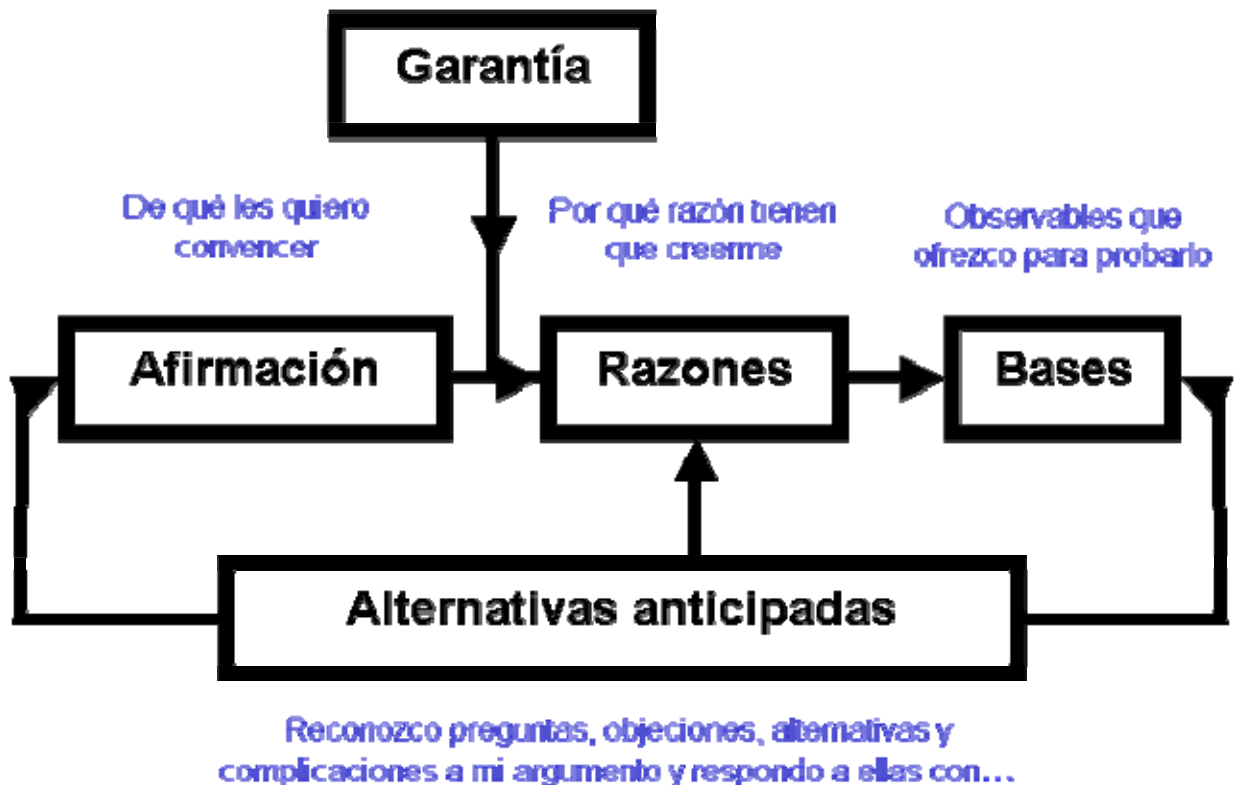 Garantía
De qué les quiero
convencer
Por qué razón tienen
que creerme
Observables que
ofrezco para probarlo
Afirmación
Razones
Bases
Alternativas anticipadas
Reconozco preguntas, objeciones, alternativas y
complicaciones a mi argumento y respondo a ellas con...